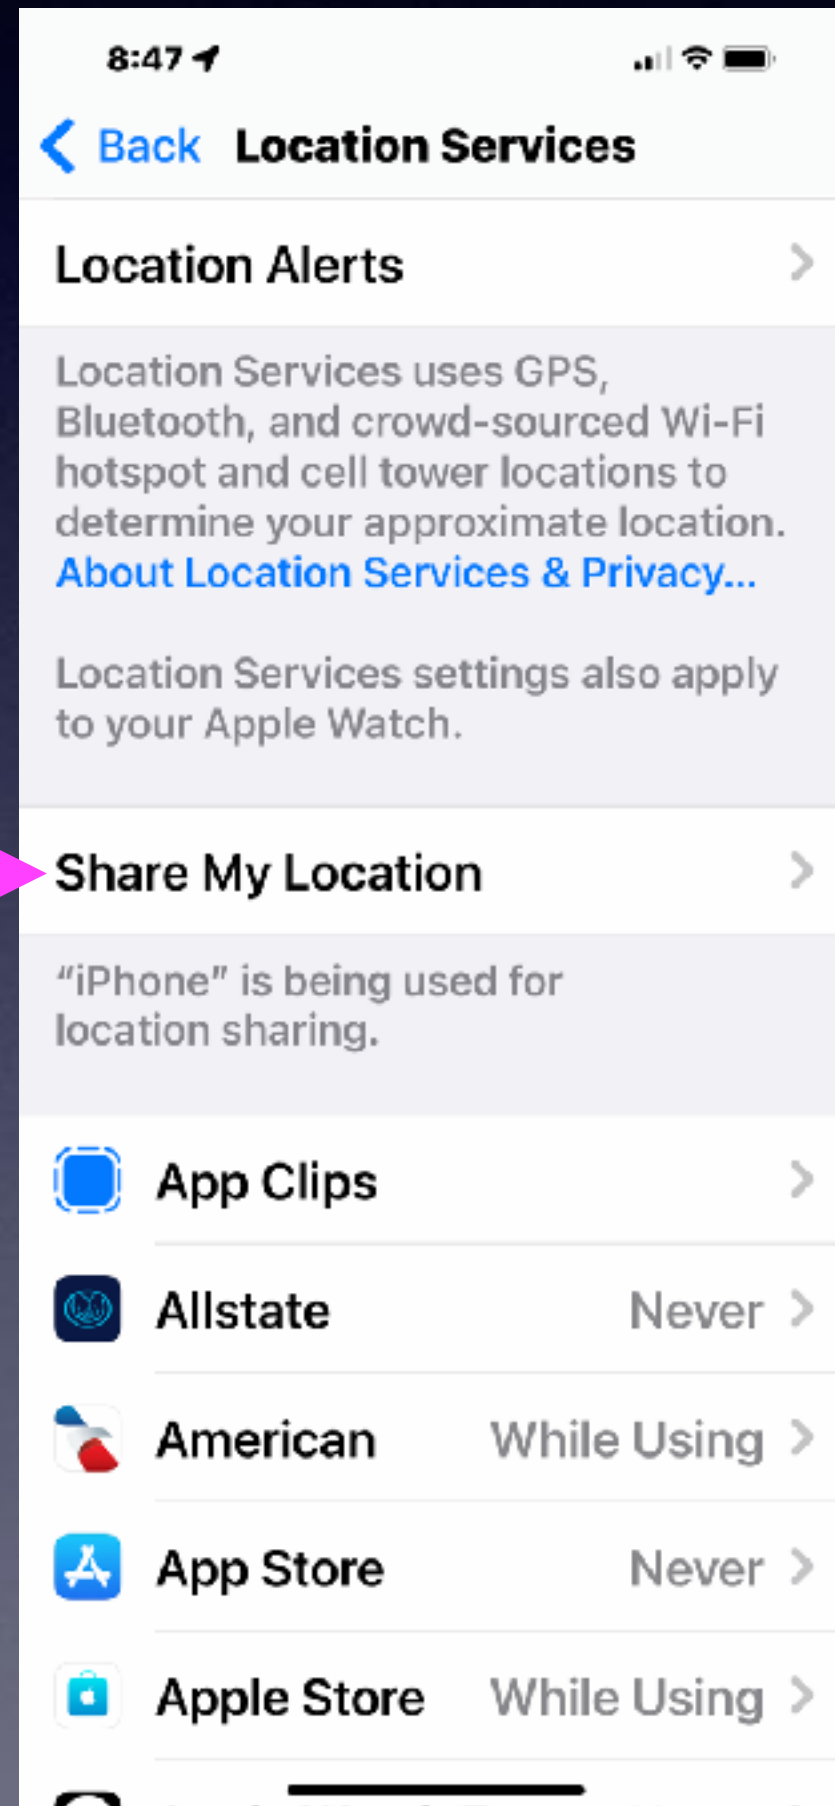 8:47
Back Location Services
Location Alerts
Location Services uses GPS,
Bluetooth, and crowd-sourced Wi-Fi
hotspot and cell tower locations to
determine your approximate location.
About Location Services & Privacy...
Location Services settings also apply
to your Apple Watch.
Share My Location
“iPhone” is being used for
location sharing.
App Clips
Allstate Never
American While Using
App Store Never
Apple Store While Using